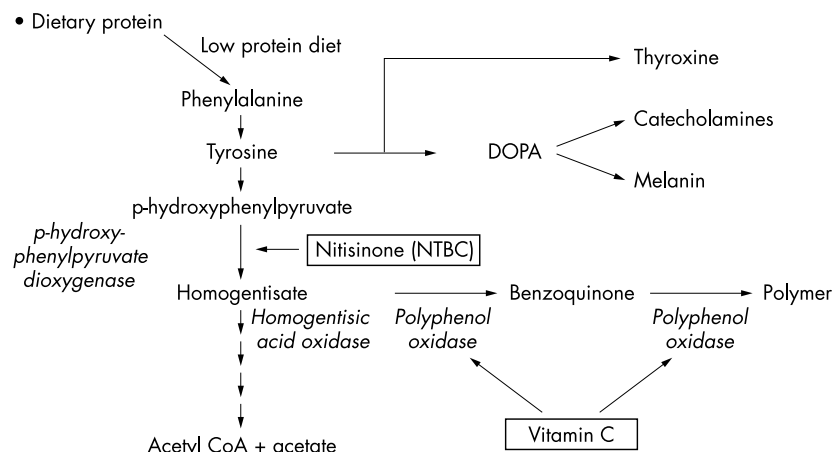 • Dietary protein
Low protein diet
Thyroxine
Phenylalanine
Catecholamines
Tyrosine
DOPA
Melanin
p-hydroxyphenylpyruvate
p-hydroxy-
phenylpyruvate
dioxygenase
Nitisinone (NTBC)
Homogentisate
Benzoquinone
Polymer
Homogentisic
acid oxidase
Polyphenol
oxidase
Polyphenol
oxidase
Acetyl CoA + acetate
Vitamin C